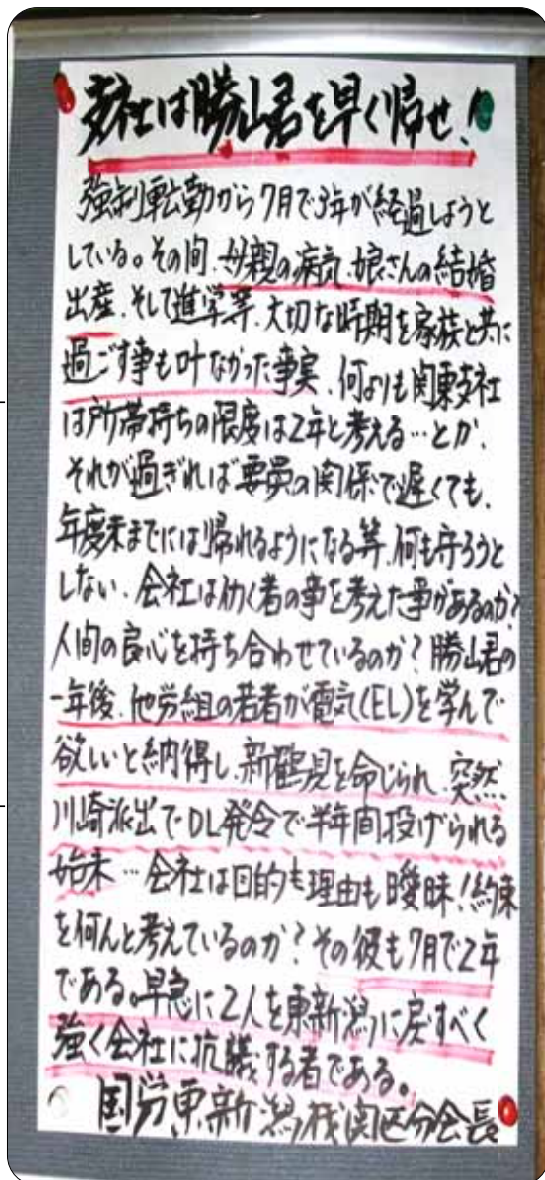 支社は勝山君を早く帰せ!
強制転勤から7月で3年が経過しようと
している。その間、母親の病気、娘さんの結婚
出産、そして進学等、大切な時期を家族と共に
過ごす事も叶なかった事実、何よりも関東支社
は所帯持ちの限度は2年と考える…とか、
それが過ぎれば要員の関係で遅くても、
年度末までには帰れるようになる等、何も守ろうと
しない、会社は働く者の事を考えた事があるのか?
人間の良心を持ち合わせているのか?勝山君の
一年後、他労組の若者が電気(EL)を学んで
欲しいと納得し、新鶴見を命じられ、突然
川崎派出でDL発令で半年間投げられる
始末…会社は目的も理由も曖昧!約束
を何んと考えているのか?その彼も7月で2年
である。早急に2人を東新潟に戻すべく
強く会社に抗議する者である。
国労東新潟機関区分会長